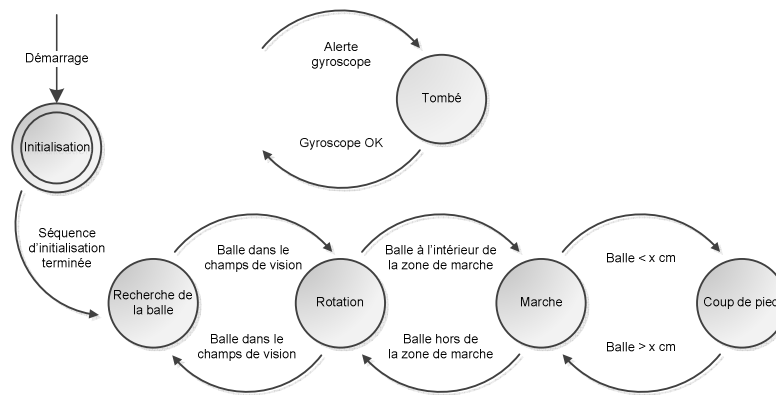 Démarrage
Initialisation
Alerte
gyroscope
Tombé
Gyroscope OK
Séquence
d'initialisation
terminée
Recherche de
la balle
Balle dans le
champs de vision
Balle dans le
champs de vision
Rotation
Balle à l'intérieur de
la zone de marche
Balle hors de
la zone de marche
Marche
Balle < x cm
Balle > x cm
Coup de pied